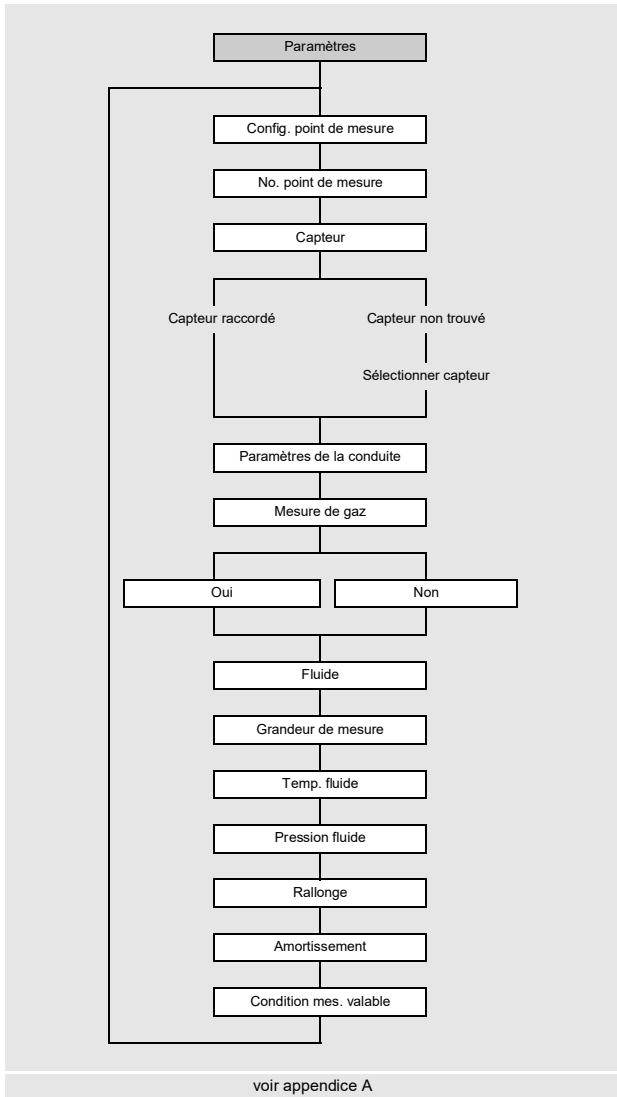 Paramètres
Config. point de mesure
No. point de mesure
Capteur
Capteur raccordé
Capteur non trouvé
Sélectionner capteur
Paramètres de la conduite
Mesure de gaz
Oui
Non
Fluide
Grandeur de mesure
Temp. fluide
Pression fluide
Rallonge
Amortissement
Condition mes. valable
voir appendice A